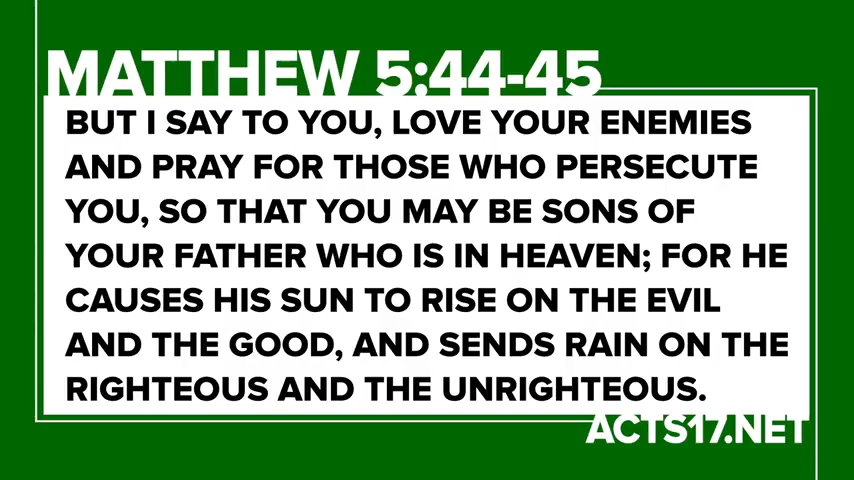 MATTHEW 5:44-45
BUT I SAY TO YOU, LOVE YOUR ENEMIES
AND PRAY FOR THOSE WHO PERSECUTE
YOU, SO THAT YOU MAY BE SONS OF
YOUR FATHER WHO IS IN HEAVEN; FOR HE
CAUSES HIS SUN TO RISE ON THE EVIL
AND THE GOOD, AND SENDS RAIN ON THE
RIGHTEOUS AND THE UNRIGHTEOUS.
ACTS17.NET